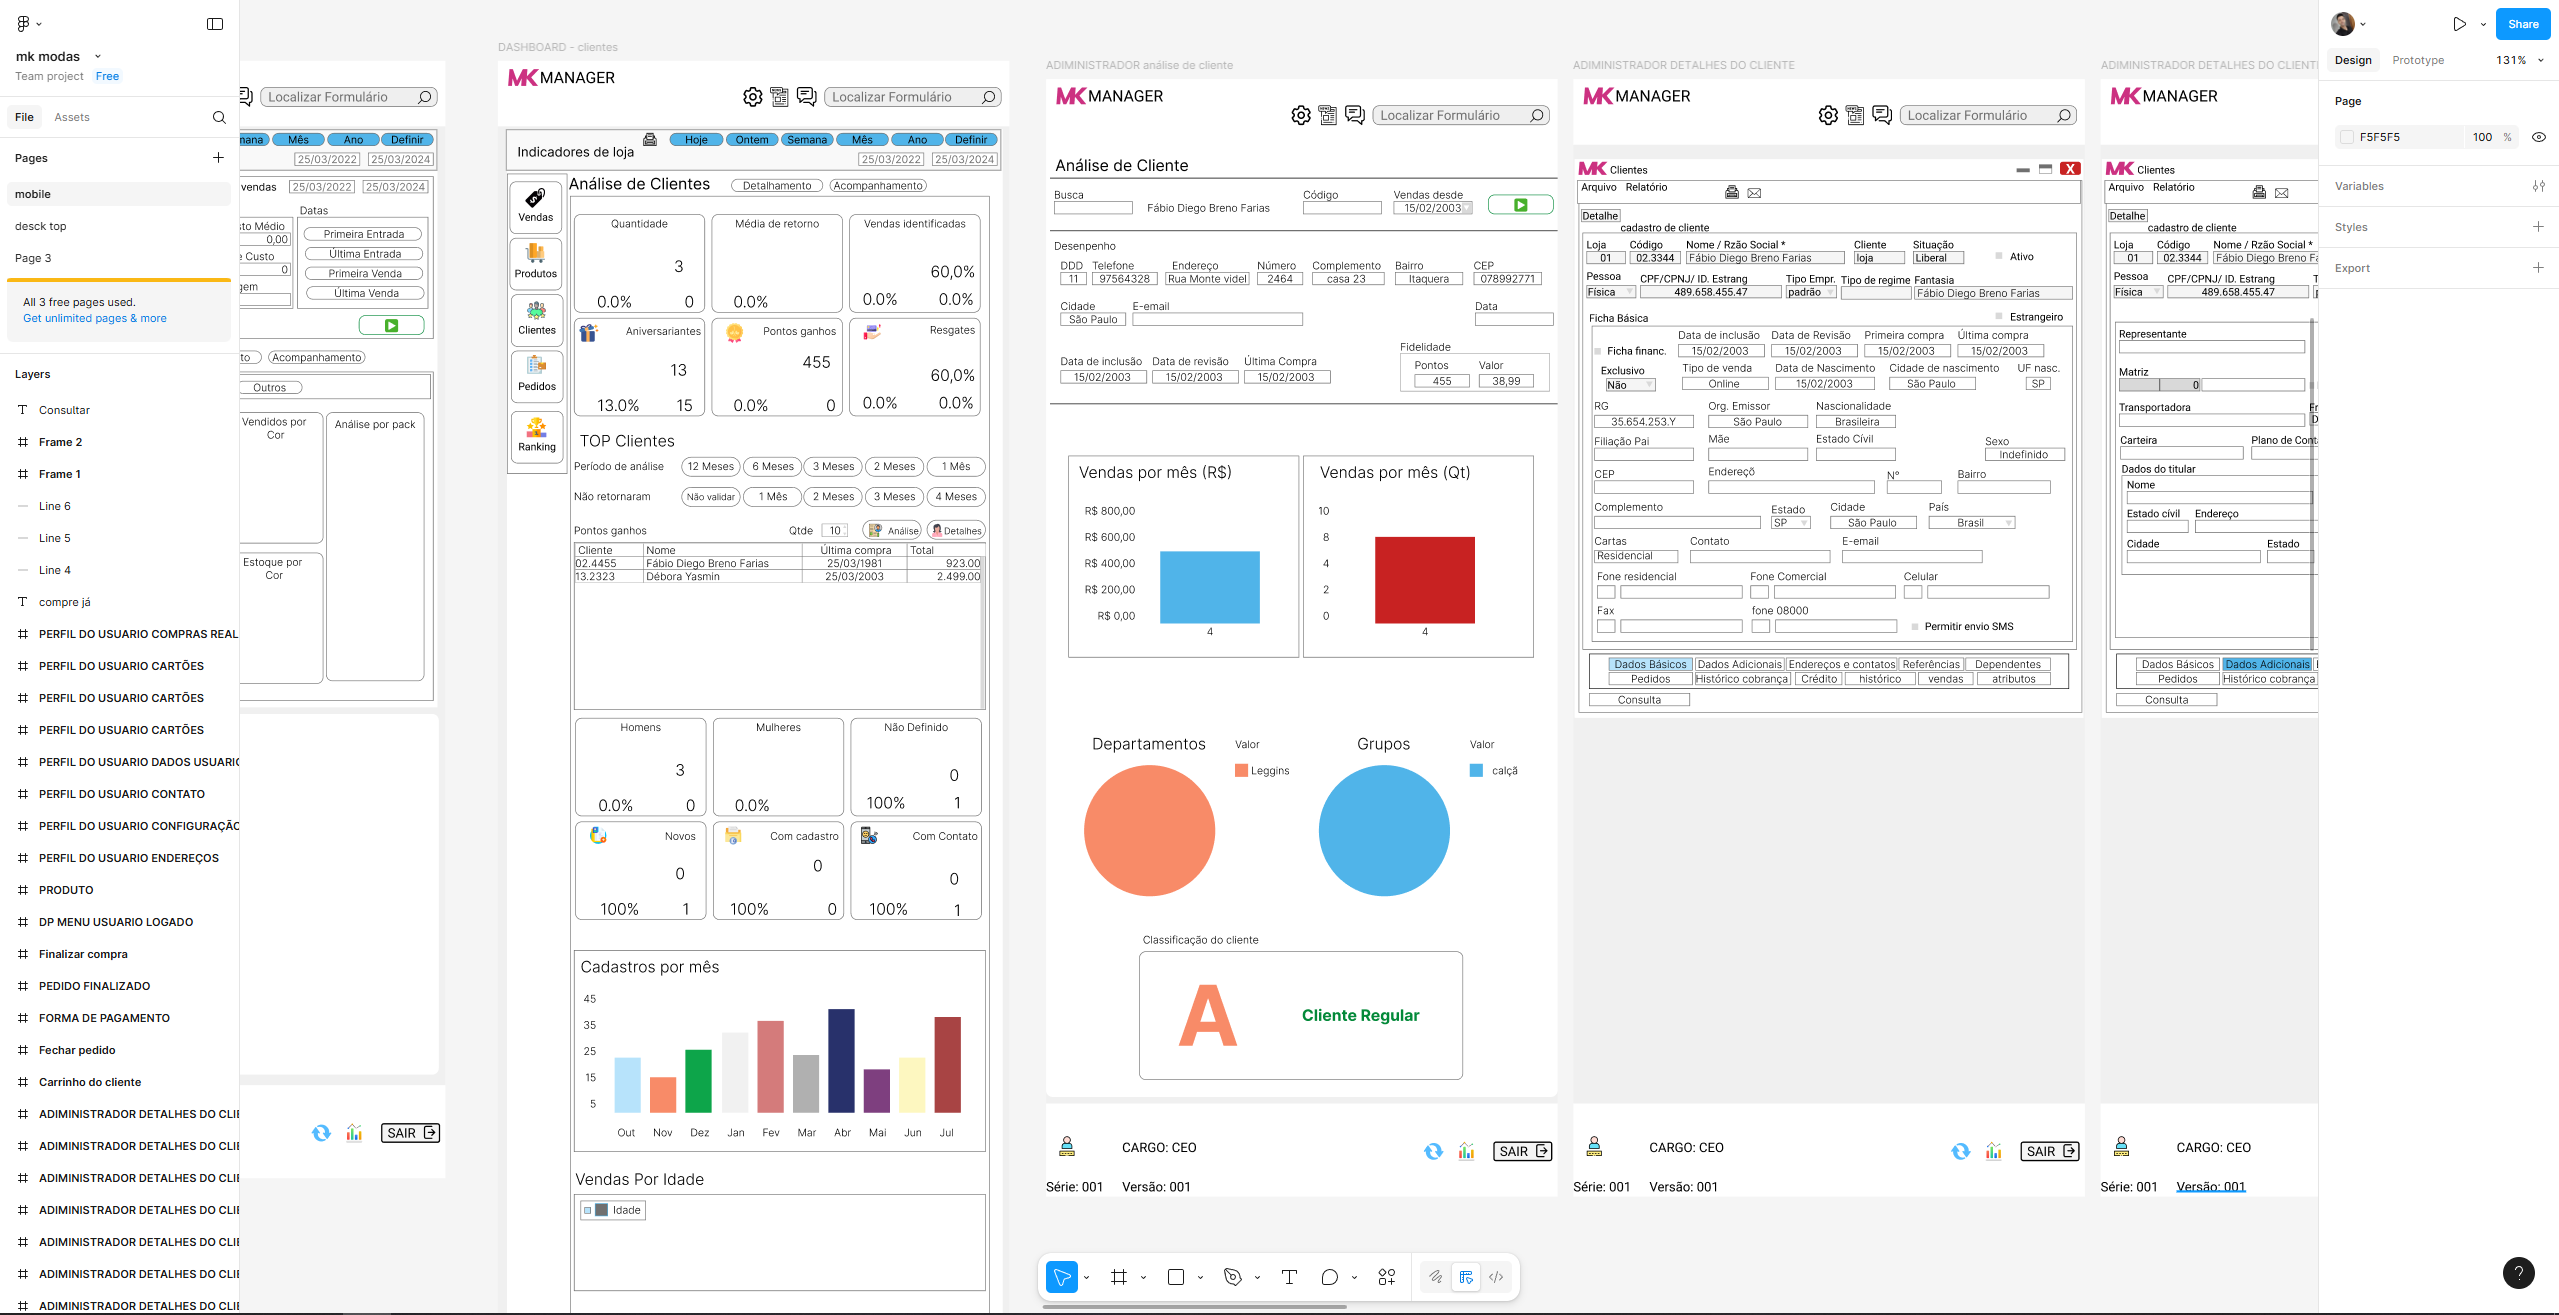 mk modas
Team project Free
File Assets
Pages
mobile
desck top
Page 3
All 3 free pages used.
Get unlimited pages & more
Layers
Consultar
Frame 2
Frame 1
Line 6
Line 5
Line 4
compre já
PERFIL DO USUARIO COMPRAS REAL
PERFIL DO USUARIO CARTÕES
PERFIL DO USUARIO CARTÕES
PERFIL DO USUARIO CARTÕES
PERFIL DO USUARIO DADOS USUARIO
PERFIL DO USUARIO CONTATO
PERFIL DO USUARIO CONFIGURAÇÃO
PERFIL DO USUARIO ENDEREÇOS
PRODUTO
DP MENU USUARIO LOGADO
Finalizar compra
PEDIDO FINALIZADO
FORMA DE PAGAMENTO
Fechar pedido
Carrinho do cliente
ADIMINISTRADOR DETALHES DO CLIE
ADIMINISTRADOR DETALHES DO CLIE
ADIMINISTRADOR DETALHES DO CLIE
ADIMINISTRADOR DETALHES DO CLIE
ADIMINISTRADOR DETALHES DO CLIE
ADIMINISTRADOR DETALHES DO CLIE
ADIMINISTRADOR DETALHES DO CLIE
Localizar Formulário
Mês Ano Definir
25/03/2022 25/03/2024
vendas 25/03/2022 25/03/2024
Datas
Primeira Entrada
0,00
Última Entrada
Custo
0
Primeira Venda
Última Venda
Acompanhamento
Outros
Vendidos por Cor
Análise por pack
Estoque por Cor
SAIR
DASHBOARD - clientes
MK MANAGER
Localizar Formulário
Indicadores de loja
Hoje Ontem Semana Mês Ano Definir
25/03/2022 25/03/2024
Vendas
Produtos
Clientes
Pedidos
Ranking
Análise de Clientes Detalhamento Acompanhamento
Quantidade Média de retorno Vendas identificadas
3 60,0%
0.0% 0 0.0% 0.0% 0.0%
Aniversariantes Pontos ganhos Resgates
13 455 60,0%
13.0% 15 0.0% 0 0.0% 0.0%
TOP Clientes
Período de análise 12 Meses 6 Meses 3 Meses 2 Meses 1 Mês
Não retornaram Não validar 1 Mês 2 Meses 3 Meses 4 Meses
Pontos ganhos Qtde 10 Análise Detalhes
Cliente Nome Última compra Total
02.4455 Fábio Diego Breno Farias 25/03/1981 923.00
13.2323 Débora Yasmin 25/03/2003 2.499.00
Homens Mulheres Não Definido
3 0
0.0% 0 0.0% 100% 1
Novos Com cadastro Com Contato
0 0 0
100% 1 100% 0 100% 1
Cadastros por mês
45
35
25
15
5
Out Nov Dez Jan Fev Mar Abr Mai Jun Jul
Vendas Por Idade
Idade
ADIMINISTRADOR análise de cliente
MK MANAGER
Localizar Formulário
Análise de Cliente
Busca Código Vendas desde
Fábio Diego Breno Farias 15/02/2003
Desenpenho
DDD Telefone Endereço Número Complemento Bairro CEP
11 97564328 Rua Monte videl 2464 casa 23 Itaquera 078992771
Cidade E-email Data
São Paulo
Fidelidade
Data de inclusão Data de revisão Última Compra Pontos Valor
15/02/2003 15/02/2003 15/02/2003 455 38,99
Vendas por mês (R$)
R$ 800,00
R$ 600,00
R$ 400,00
R$ 200,00
R$ 0,00
4
Vendas por mês (Qt)
10
8
4
2
0
4
Departamentos Valor
Leggins
Grupos Valor
calçã
Classificação do cliente
A Cliente Regular
CARGO: CEO
SAIR
Série: 001 Versão: 001
ADIMINISTRADOR DETALHES DO CLIENTE
MK MANAGER
Localizar Formulário
MK Clientes X
Arquivo Relatório
Detalhe
cadastro de cliente
Loja Código Nome / Rzão Social * Cliente Situação
01 02.3344 Fábio Diego Breno Farias loja Liberal Ativo
Pessoa CPF/CPNJ/ ID. Estrang Tipo Empr. Tipo de regime Fantasia
Física 489.658.455.47 padrão Fábio Diego Breno Farias
Ficha Básica Estrangeiro
Data de inclusão Data de Revisão Primeira compra Última compra
Ficha financ. 15/02/2003 15/02/2003 15/02/2003 15/02/2003
Exclusivo Tipo de venda Data de Nascimento Cidade de nascimento UF nasc.
Não Online 15/02/2003 São Paulo SP
RG Org. Emissor Nascionalidade
35.654.253.Y São Paulo Brasileira
Filiação Pai Mãe Estado Cívil Sexo
Indefinido
CEP Endereçõ Nº Bairro
Complemento Estado Cidade País
SP São Paulo Brasil
Cartas Contato E-email
Residencial
Fone residencial Fone Comercial Celular
Fax fone 08000
Permitir envio SMS
Dados Básicos Dados Adicionais Endereços e contatos Referências Dependentes
Pedidos Histórico cobrança Crédito histórico vendas atributos
Consulta
CARGO: CEO
SAIR
Série: 001 Versão: 001
ADIMINISTRADOR DETALHES DO CLIENT
MK MANAGER
MK Clientes
Arquivo Relatório
Detalhe
cadastro de cliente
Loja Código Nome / Rzão Social *
01 02.3344 Fábio Diego Breno Fa
Pessoa CPF/CPNJ/ ID. Estrang
Física 489.658.455.47
Representante
Matriz
0
Transportadora
Carteira Plano de Cont
Dados do titular
Nome
Estado cívil Endereço
Cidade Estado
Dados Básicos Dados Adicionais
Pedidos Histórico cobrança
Consulta
CARGO: CEO
Série: 001 Versão: 001
Share
Design Prototype 131%
Page
F5F5F5 100 %
Variables
Styles
Export
?